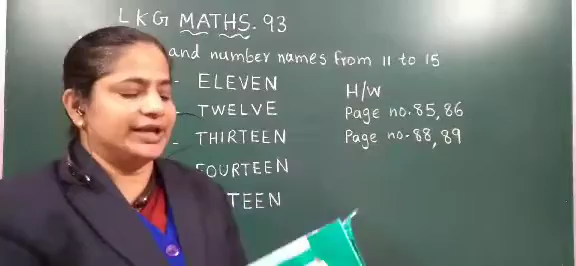 LKG MATHS. 93
and number names from 11 to 15
- ELEVEN
- TWELVE
- THIRTEEN
FOURTEEN
TEEN
H/W
Page no. 85, 86
Page no. 88, 89